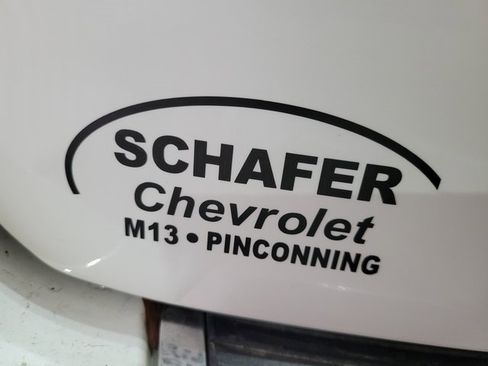 SCHAFER
Chevrolet
M13 • PINCONNING